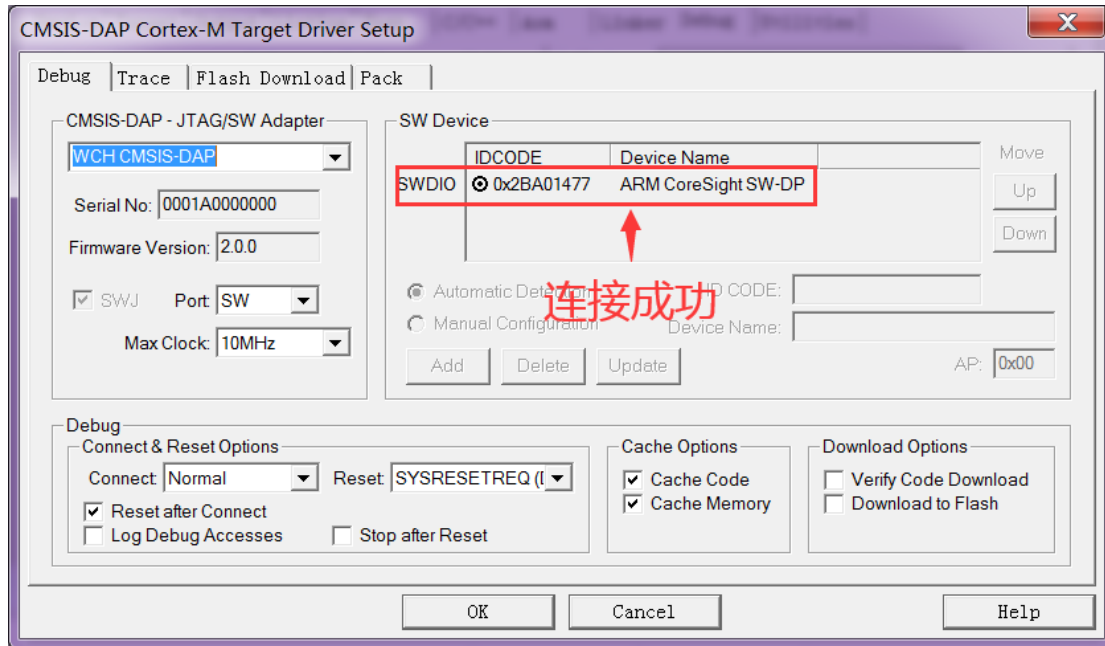 CMSIS-DAP Cortex-M Target Driver Setup
X
Debug Trace Flash Download Pack
CMSIS-DAP - JTAG/SW Adapter
WCH CMSIS-DAP
Serial No: 0001A0000000
Firmware Version: 2.0.0
SWJ Port: SW
Max Clock: 10MHz
SW Device
IDCODE Device Name
SWDIO 0x2BA01477 ARM CoreSight SW-DP
Move
Up
Down
连接成功
Automatic Detection ID CODE:
Manual Configuration Device Name:
Add Delete Update AP: 0x00
Debug
Connect & Reset Options
Connect: Normal Reset: SYSRESETREQ (
Reset after Connect
Log Debug Accesses Stop after Reset
Cache Options
Cache Code
Cache Memory
Download Options
Verify Code Download
Download to Flash
OK Cancel Help